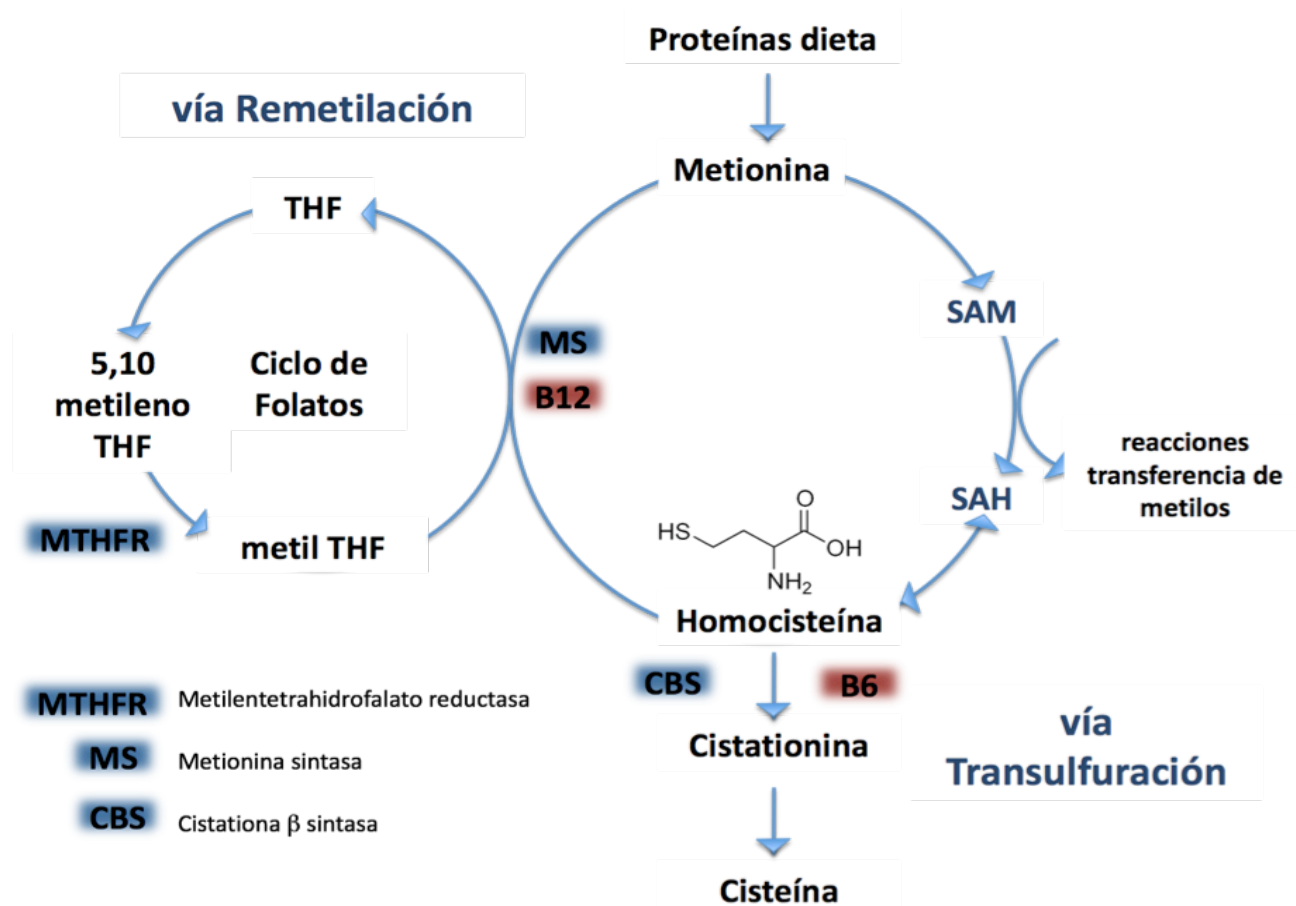 Proteínas dieta
vía Remetilación
Metionina
THF
SAM
MS
B12
5,10
metileno
THF
Ciclo de
Folatos
reacciones
transferencia de
metilos
SAH
MTHFR
metil THF
HS
O
OH
NH2
Homocisteína
CBS
B6
Cistationina
vía
Transulfuración
Cisteína
MTHFR Metilentetrahidrofalato reductasa
MS Metionina sintasa
CBS Cistationa β sintasa